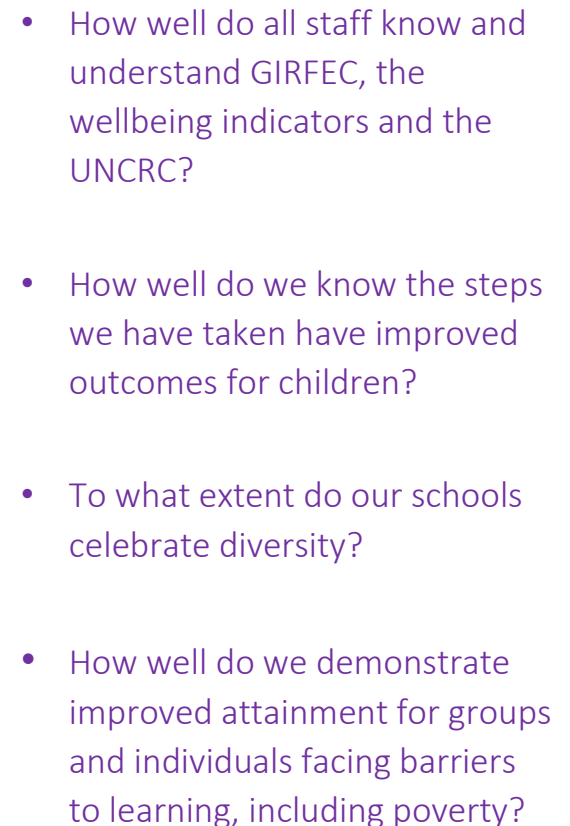 • How well do all staff know and
understand GIRFEC, the
wellbeing indicators and the
UNCRC?
• How well do we know the steps
we have taken have improved
outcomes for children?
• To what extent do our schools
celebrate diversity?
• How well do we demonstrate
improved attainment for groups
and individuals facing barriers
to learning, including poverty?